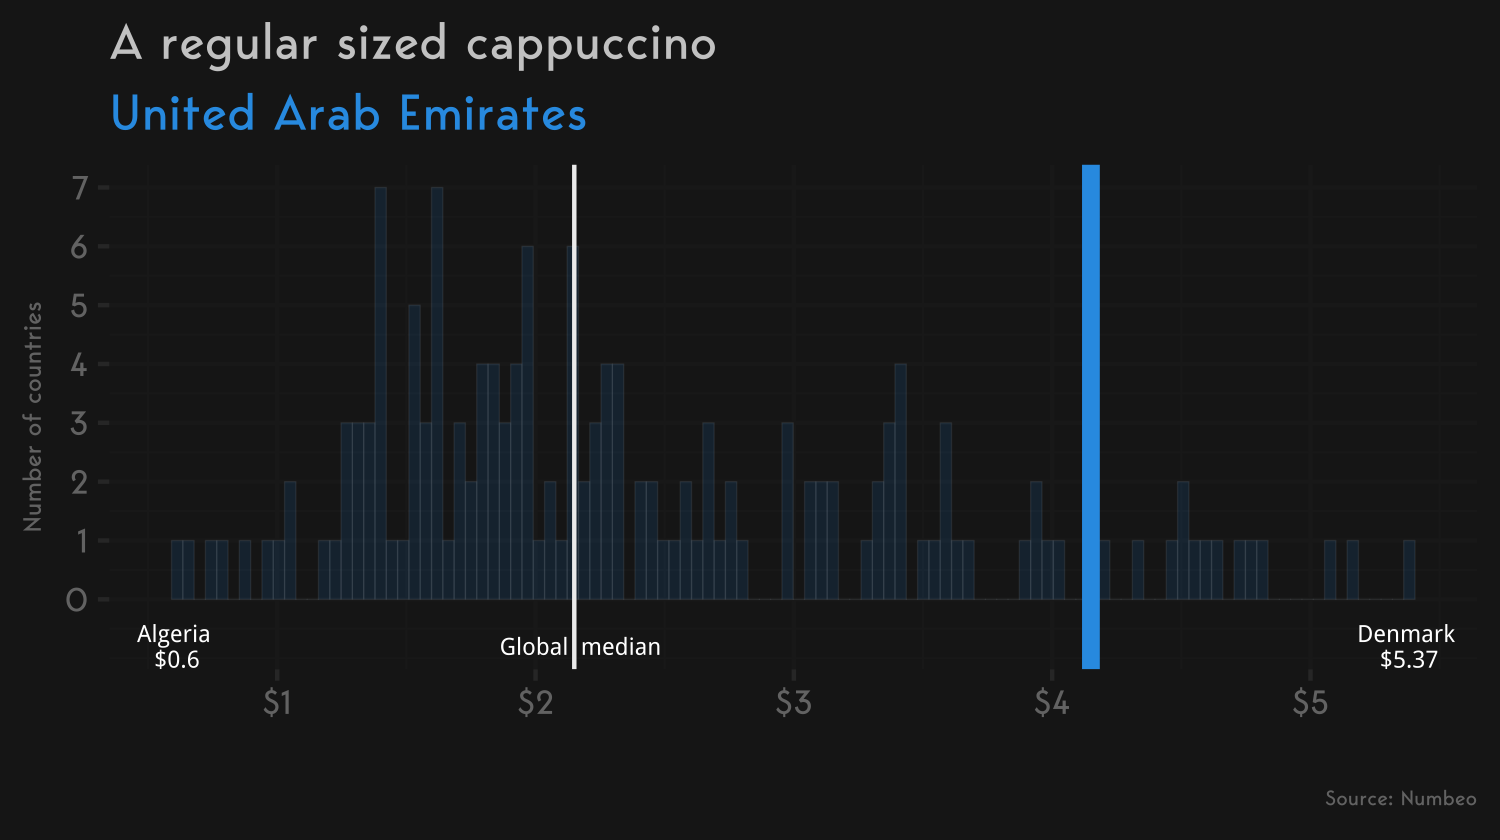 A regular sized cappuccino
United Arab Emirates
Number of countries
7
6
5
4
3
2
1
0
Algeria
$0.6
Global median
Denmark
$5.37
$1 $2 $3 $4 $5
Source: Numbeo